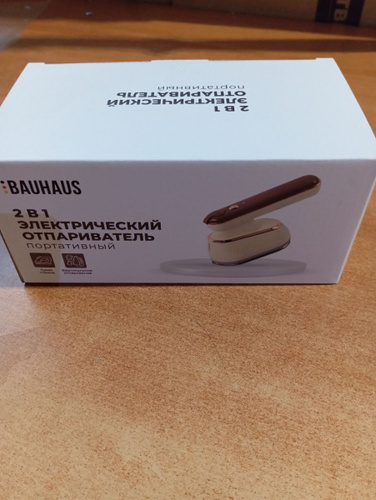 2 В 1
ЭЛЕКТРИЧЕСКИЙ
ОТПАРИВАТЕЛЬ
портативный
BAUHAUS
2 В 1
ЭЛЕКТРИЧЕСКИЙ
ОТПАРИВАТЕЛЬ
портативный